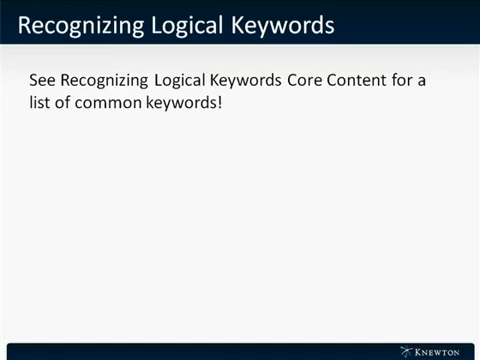 Recognizing Logical Keywords
See Recognizing Logical Keywords Core Content for a
list of common keywords!
KNEWTON